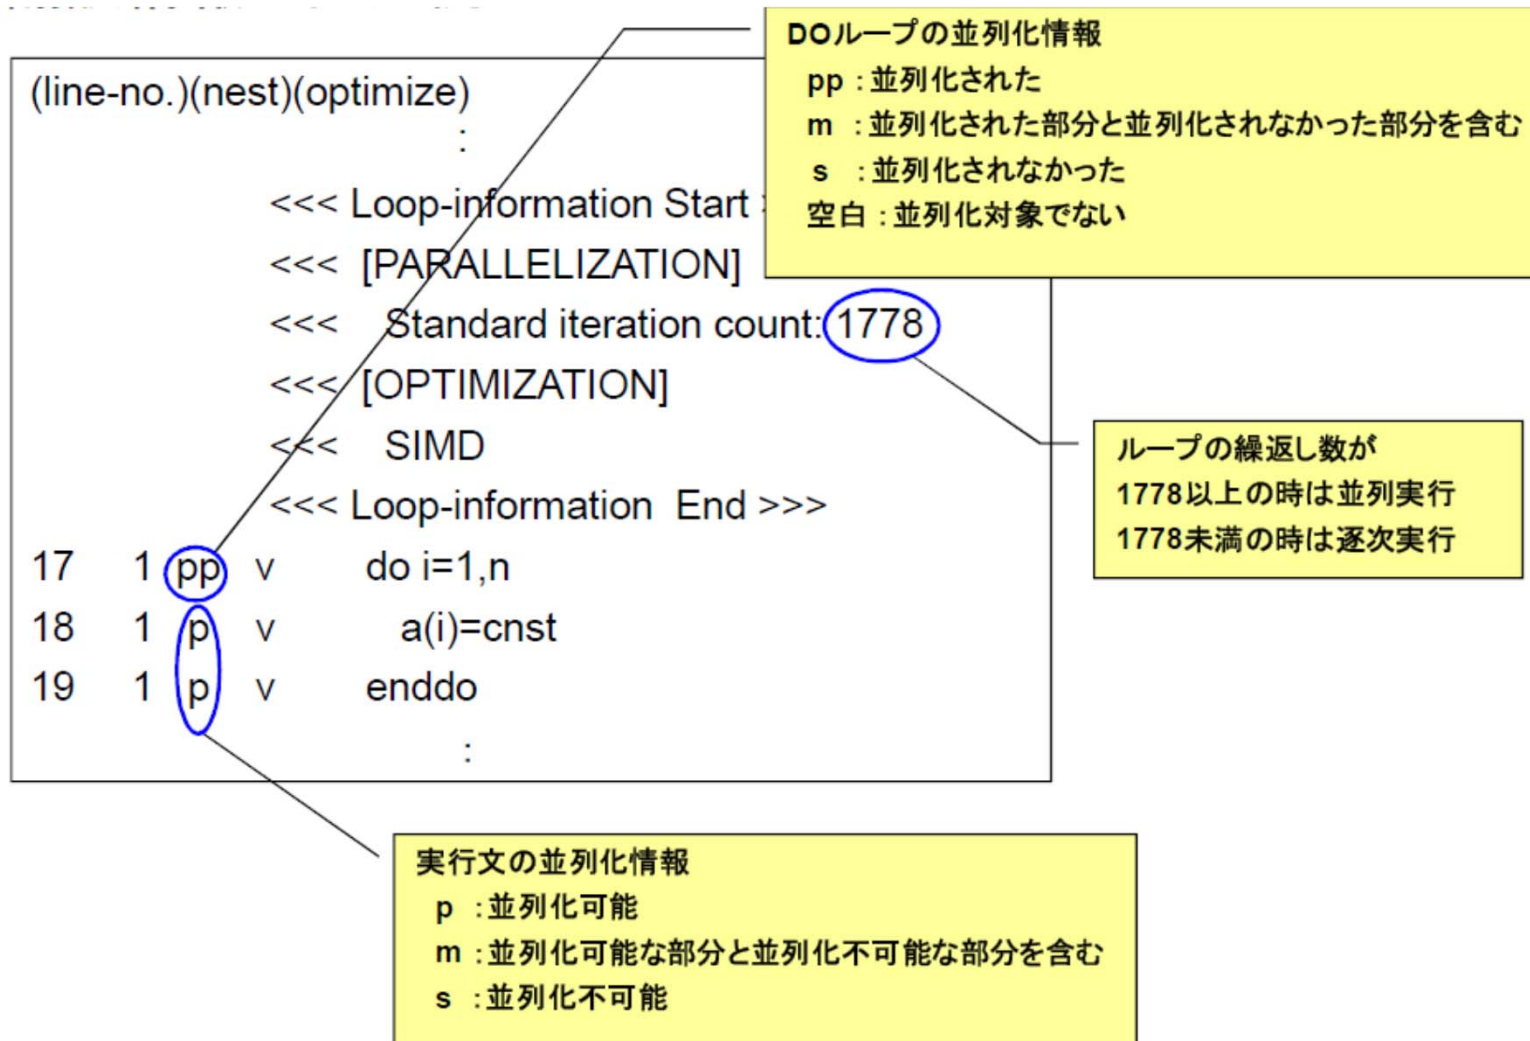 DOループの並列化情報
pp：並列化された
m ：並列化された部分と並列化されなかった部分を含む
s ：並列化されなかった
空白：並列化対象でない
(line-no.)(nest)(optimize)
:
<<< Loop-information Start
<<< [PARALLELIZATION]
<<< Standard iteration count: 1778
<<< [OPTIMIZATION]
<<< SIMD
<<< Loop-information End >>>
17 1 pp v do i=1,n
18 1 p v a(i)=cnst
19 1 p v enddo
:
ループの繰返し数が
1778以上の時は並列実行
1778未満の時は逐次実行
実行文の並列化情報
p ：並列化可能
m ：並列化可能な部分と並列化不可能な部分を含む
s ：並列化不可能